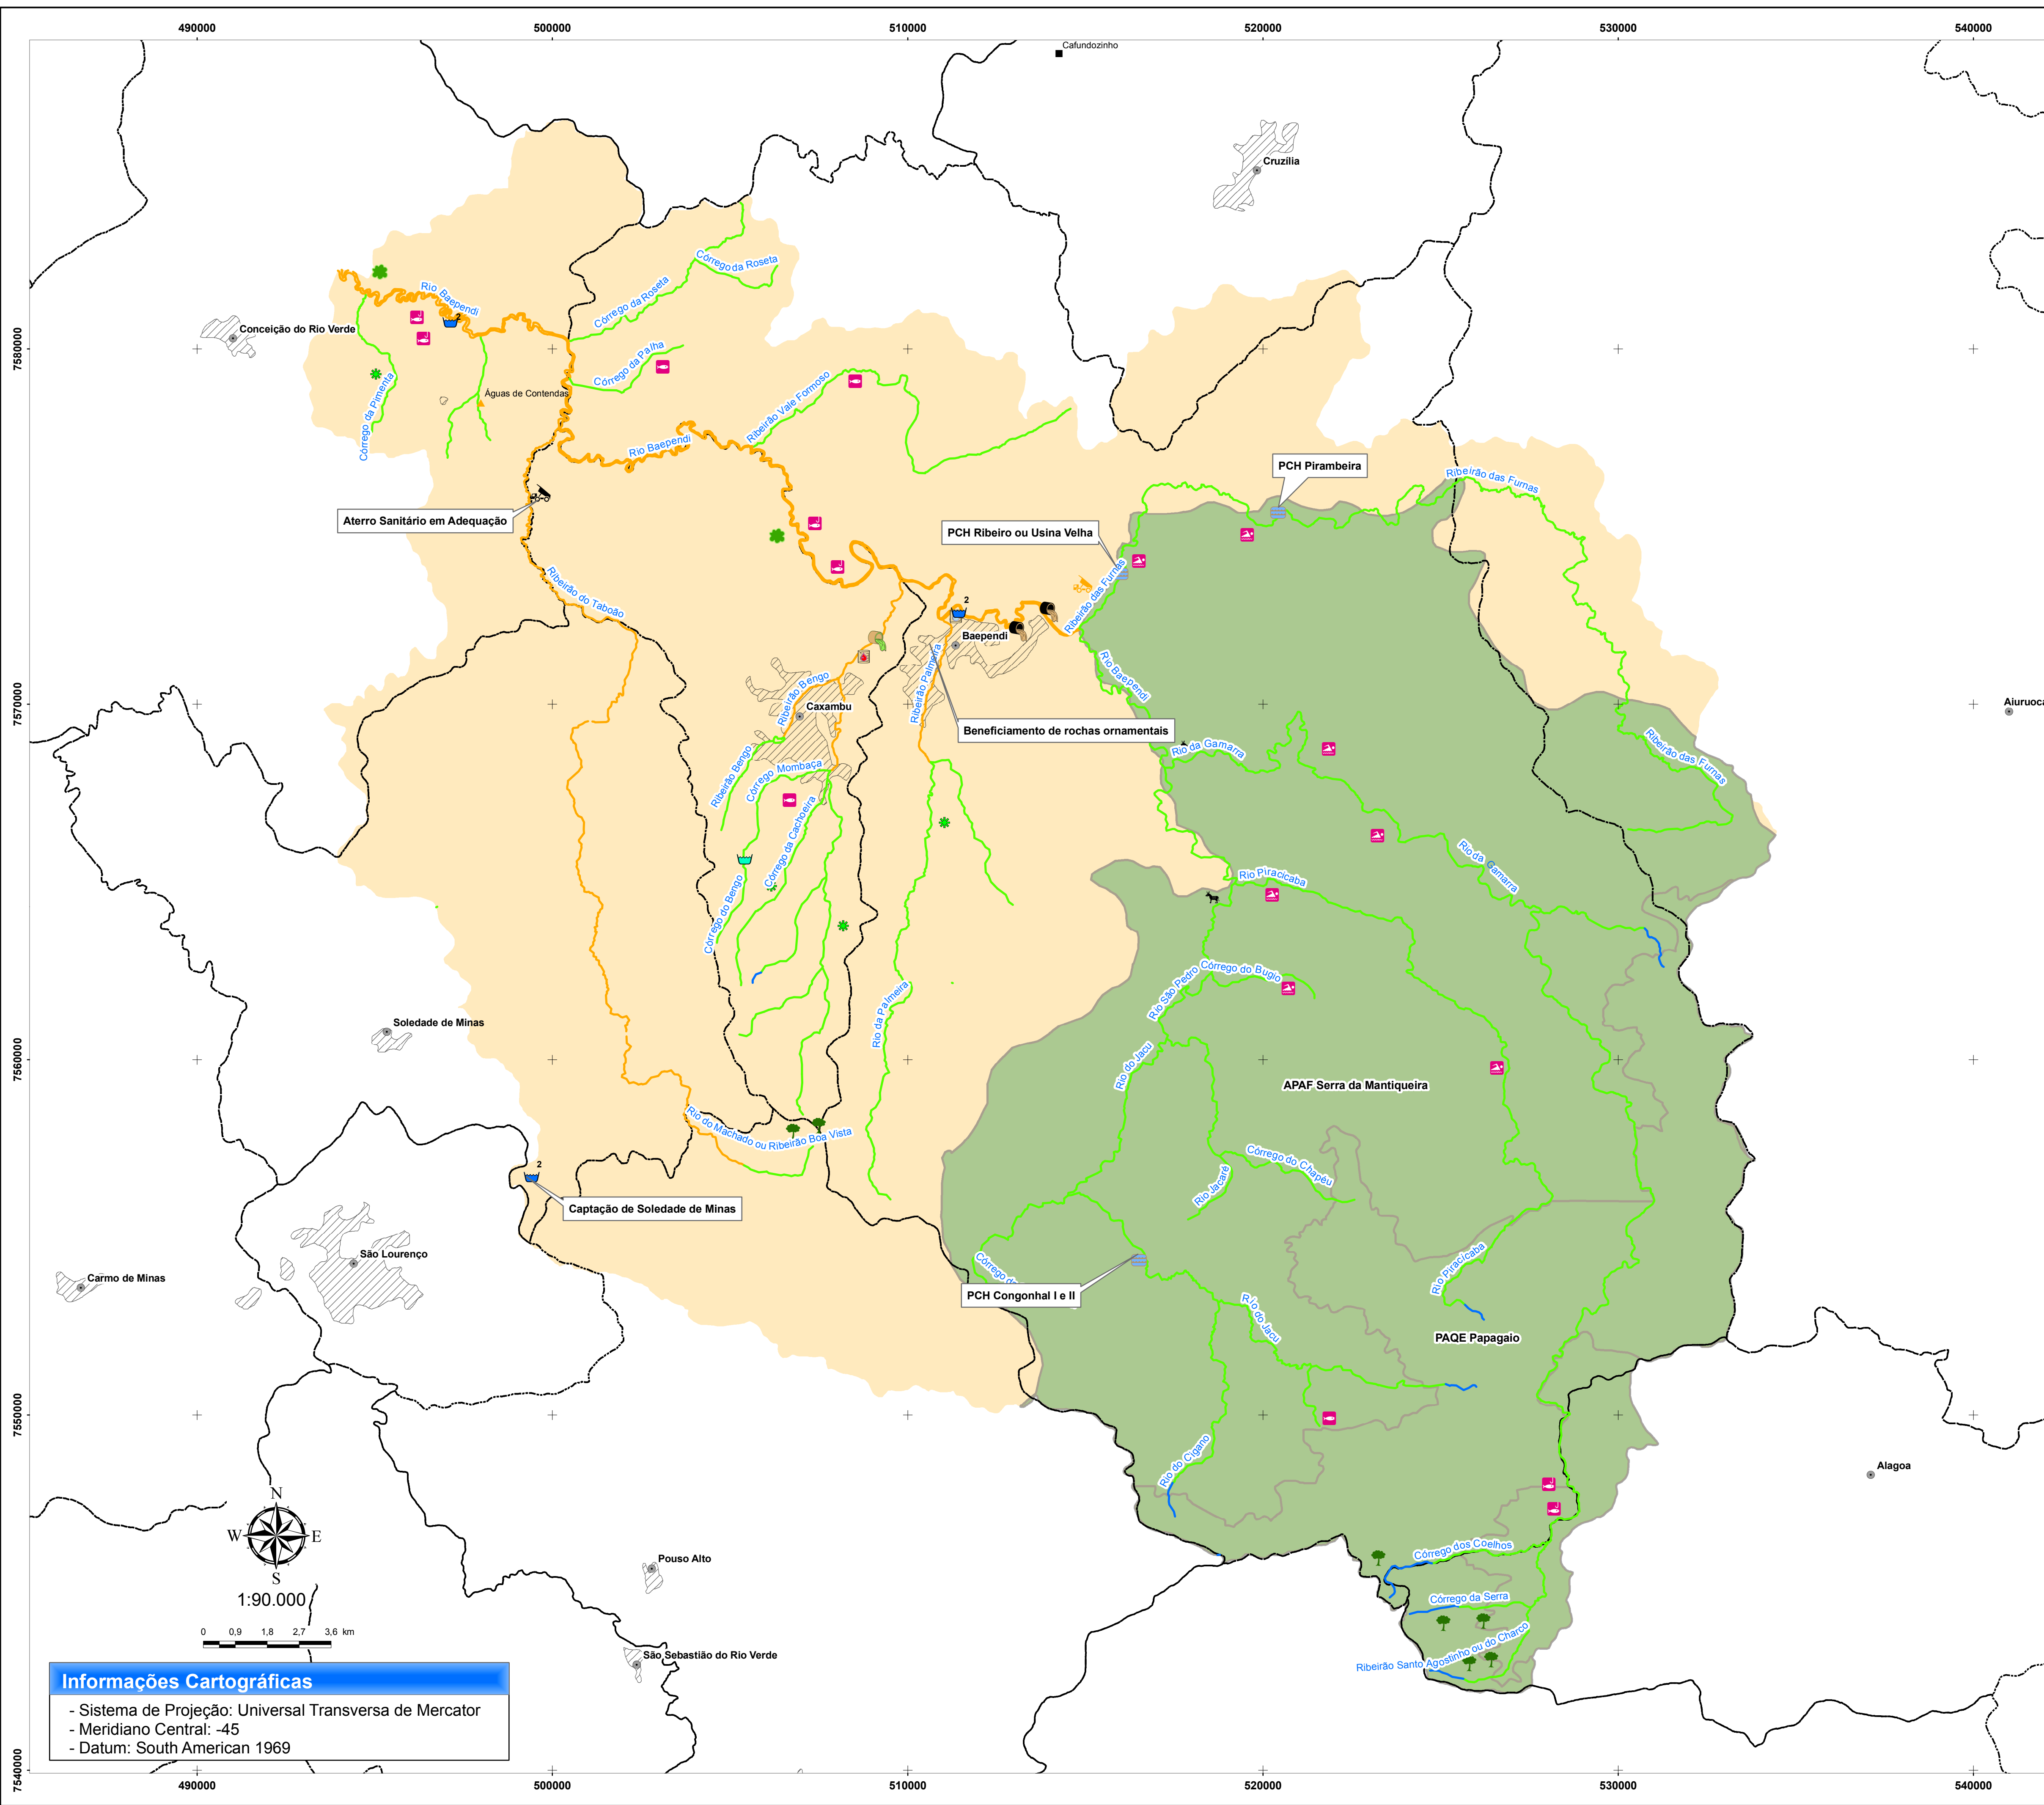 490000
500000
510000
520000
530000
540000
Cafundozinho
Cruzília
Córrego da Roseta
Córrego da Roseta
Rio Baependi
2
Conceição do Rio Verde
7580000
Córrego da Palha
Córrego da Pimenta
Águas de Contendas
Ribeirão Vale Formoso
Rio Baependi
PCH Pirambeira
Ribeirão das Furnas
Aterro Sanitário em Adequação
PCH Ribeiro ou Usina Velha
Ribeirão das Furnas
Ribeirão do Taboão
2
Baependi
Rio Baependi
Ribeirão Palmeira
Ribeirão Bengo
7570000
Caxambu
Aiuruoca
Beneficiamento de rochas ornamentais
Rio da Gamarra
Ribeirão das Furnas
Ribeirão Bengo
Córrego Mombaça
Córrego da Cachoeira
Rio da Gamarra
Rio Piracicaba
Córrego do Bengo
Rio São Pedro
Córrego do Bugio
Rio da Palmeira
Soledade de Minas
7560000
Rio do Jacu
APAF Serra da Mantiqueira
Rio do Machado ou Ribeirão Boa Vista
Córrego do Chapéu
Rio Jacaré
2
Captação de Soledade de Minas
São Lourenço
Carmo de Minas
Rio Piracicaba
PCH Congonhal I e II
Rio do Jacu
PAQE Papagaio
7550000
Rio do Cigano
Alagoa
N
W
E
S
1:90.000
Pouso Alto
Córrego dos Coelhos
Córrego da Serra
0 0,9 1,8 2,7 3,6 km
São Sebastião do Rio Verde
Ribeirão Santo Agostinho ou do Charco
Informações Cartográficas
- Sistema de Projeção: Universal Transversa de Mercator
- Meridiano Central: -45
- Datum: South American 1969
7540000
490000
500000
510000
520000
530000
540000